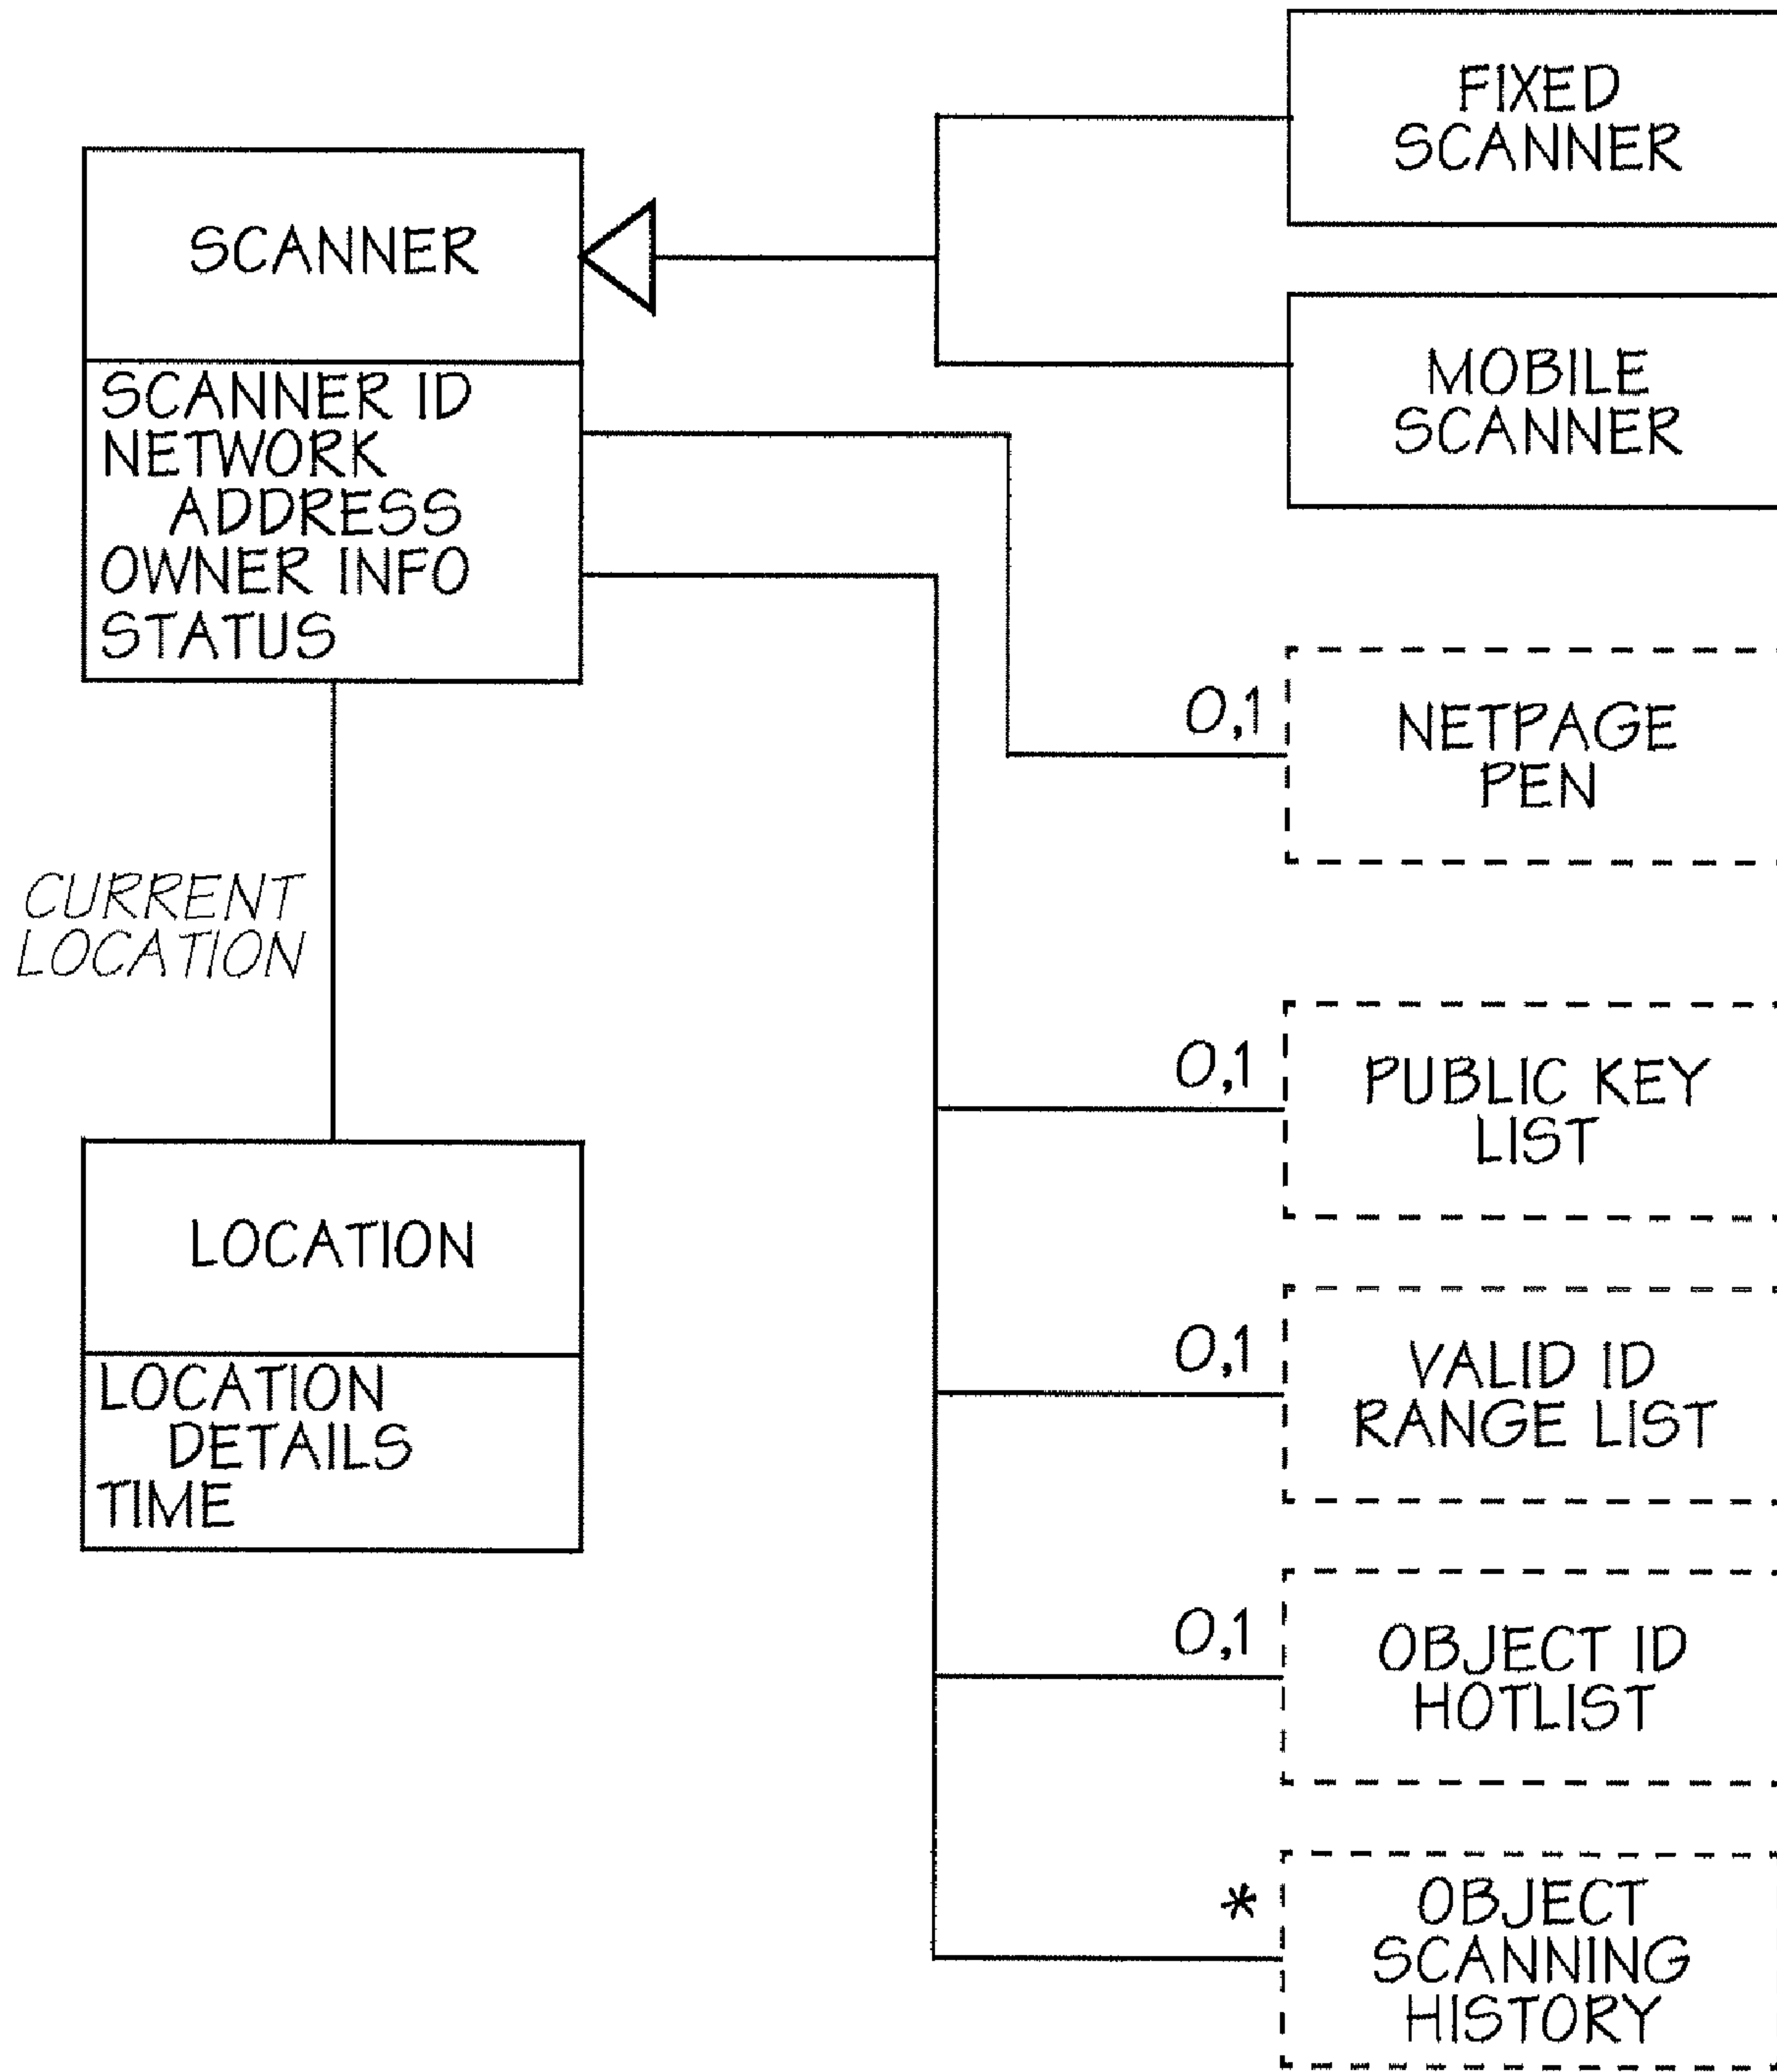 FIXED
SCANNER
SCANNER
MOBILE
SCANNER
SCANNER ID
NETWORK
ADDRESS
OWNER INFO
STATUS
0,1
NETPAGE
PEN
CURRENT
LOCATION
0,1
PUBLIC KEY
LIST
LOCATION
LOCATION
DETAILS
TIME
0,1
VALID ID
RANGE LIST
0,1
OBJECT ID
HOTLIST
*
OBJECT
SCANNING
HISTORY